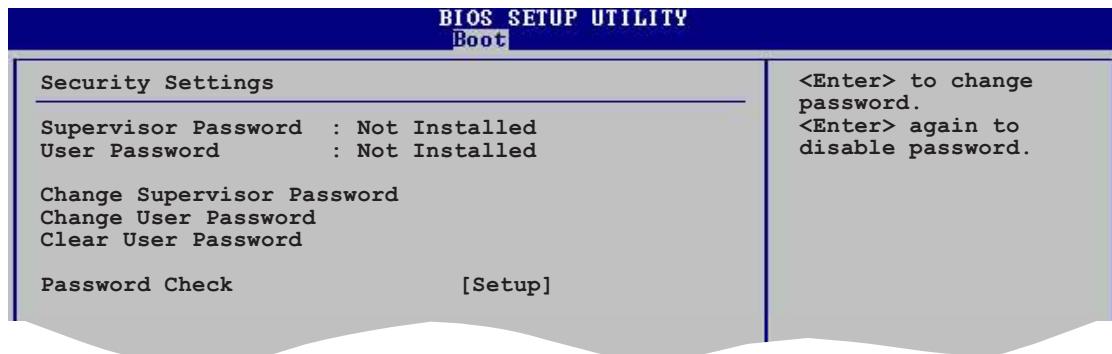 BIOS SETUP UTILITY
Boot
Security Settings
Supervisor Password : Not Installed
User Password : Not Installed
Change Supervisor Password
Change User Password
Clear User Password
Password Check [Setup]
<Enter> to change
password.
<Enter> again to
disable password.